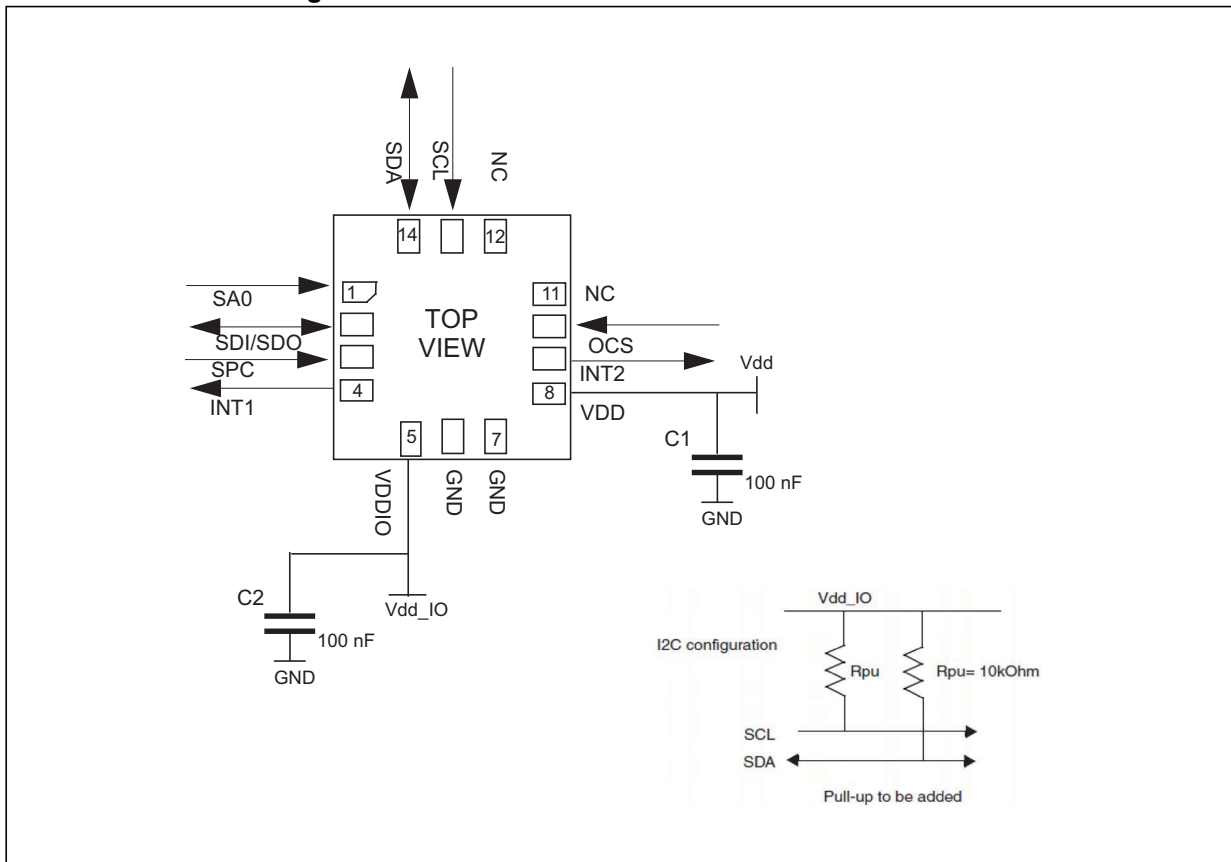 SDA
SCL
NC
14
12
SA0
1
11
NC
SDI/SDO
TOP
VIEW
OCS
SPC
INT2
Vdd
INT1
4
8
VDD
5
7
C1
100 nF
GND
VDDIO
GND
GND
C2
100 nF
GND
Vdd_IO
Vdd_IO
I2C configuration
Rpu
Rpu= 10kOhm
SCL
SDA
Pull-up to be added